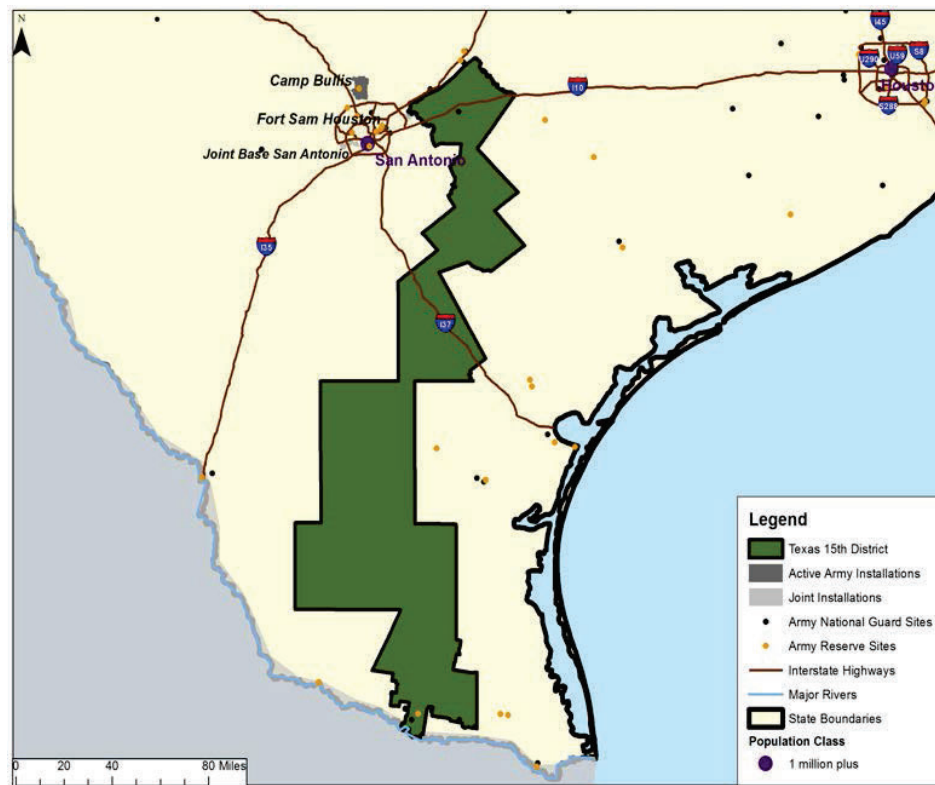 N
I45
U290
U59
S8
Camp Bullis
I10
Housto
S288
Fort Sam Houston
Joint Base San Antonio
San Antonio
I35
I37
Legend
Texas 15th District
Active Army Installations
Joint Installations
Army National Guard Sites
Army Reserve Sites
Interstate Highways
Major Rivers
State Boundaries
Population Class
1 million plus
0 20 40 80 Miles